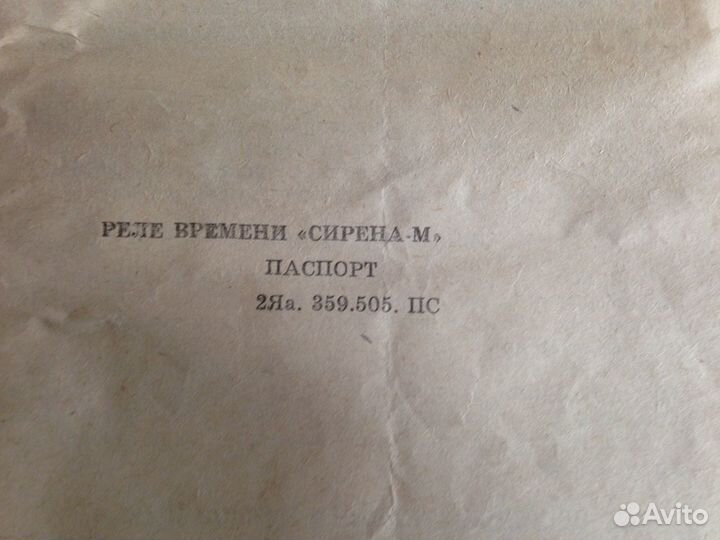 РЕЛЕ ВРЕМЕНИ «СИРЕНА-М»
ПАСПОРТ
2Яа. 359.505. ПС
Avito